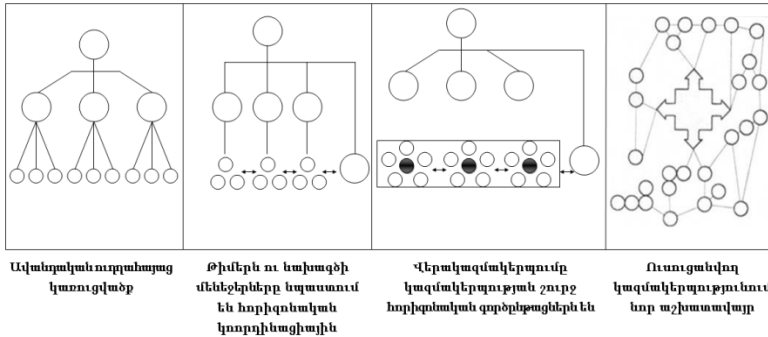 Ավանդական ուղղահայաց
կառուցվածք
Թիմերն ու նախագծի
մենեջերները նպաստում
են հորիզոնական
կոորդինացիային
Վերակազմակերպումը
կազմակերպության շուրջ
հորիզոնական գործընթացներն են
Ուսուցանվող
կազմակերպությունում
նոր աշխատավայր